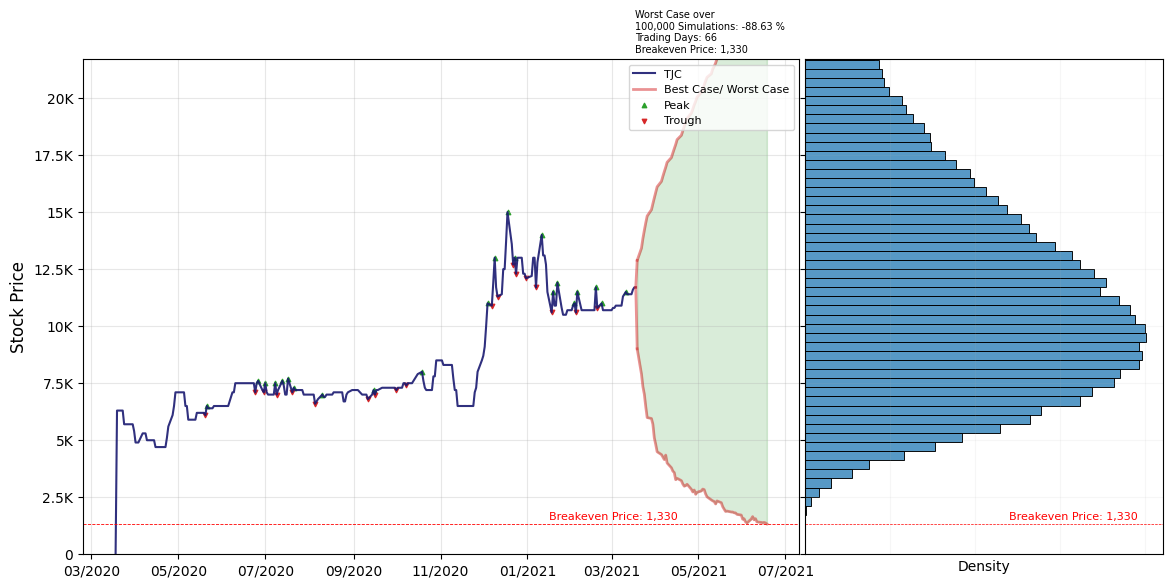 Worst Case over
100,000 Simulations: -88.63 %
Trading Days: 66
Breakeven Price: 1,330
TJC
Best Case/ Worst Case
Peak
Trough
Stock Price
20K
17.5K
15K
12.5K
10K
7.5K
5K
2.5K
0
Breakeven Price: 1,330
Breakeven Price: 1,330
03/2020
05/2020
07/2020
09/2020
11/2020
01/2021
03/2021
05/2021
07/2021
Density